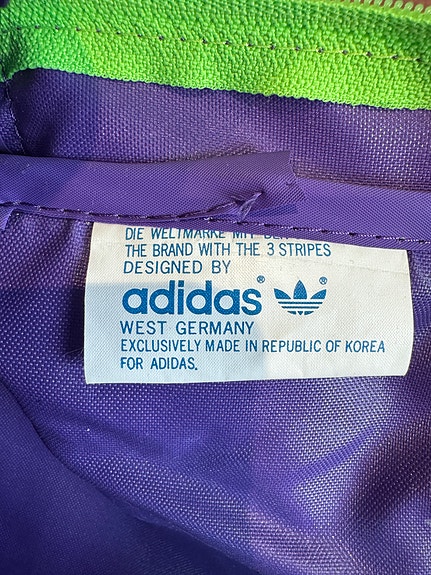 DIE WELTMARKE MIT
THE BRAND WITH THE 3 STRIPES
DESIGNED BY
adidas® ®
WEST GERMANY
EXCLUSIVELY MADE IN REPUBLIC OF KOREA
FOR ADIDAS.